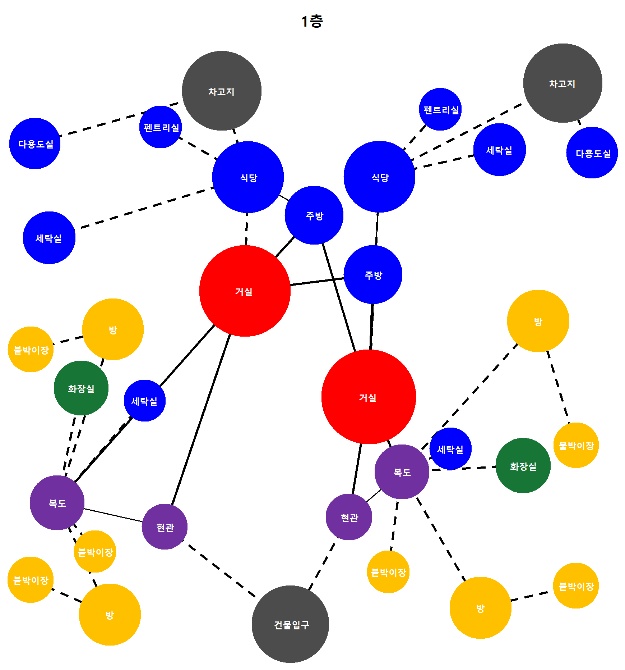 1층
차고지
차고지
펜트리실
펜트리실
다용도실
세탁실
다용도실
식당
식당
주방
세탁실
주방
거실
방
방
붙박이장
화장실
세탁실
거실
붙박이장
세탁실
화장실
복도
복도
현관
현관
붙박이장
붙박이장
붙박이장
붙박이장
방
방
건물입구